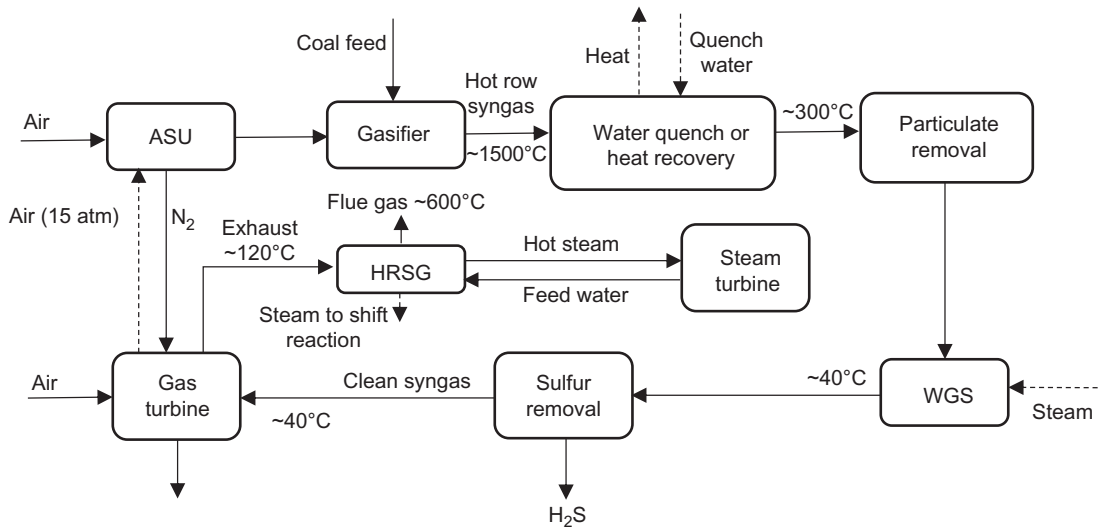 Coal feed
Heat
Quench
water
Hot row
syngas
Air
ASU
Gasifier
~1500°C
Water quench or
heat recovery
~300°C
Particulate
removal
Air (15 atm)
N₂
Exhaust
~120°C
Flue gas ~600°C
HRSG
Hot steam
Feed water
Steam
turbine
Steam to shift
reaction
Air
Gas
turbine
Clean syngas
~40°C
Sulfur
removal
~40°C
WGS
Steam
H₂S